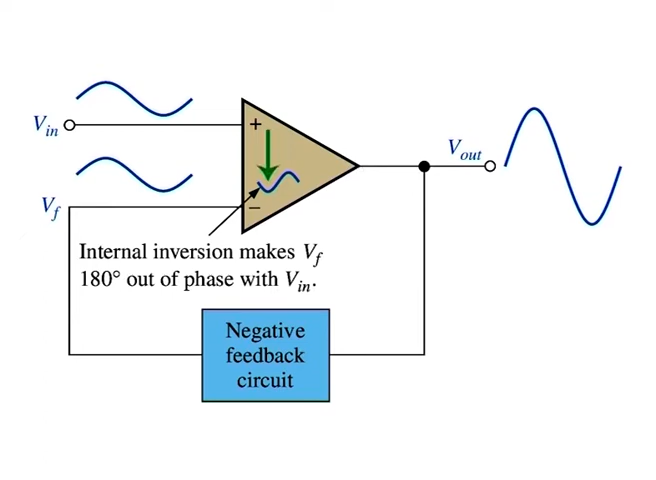 Vin
+
Vout
Vf
−
Internal inversion makes Vf
180° out of phase with Vin.
Negative
feedback
circuit